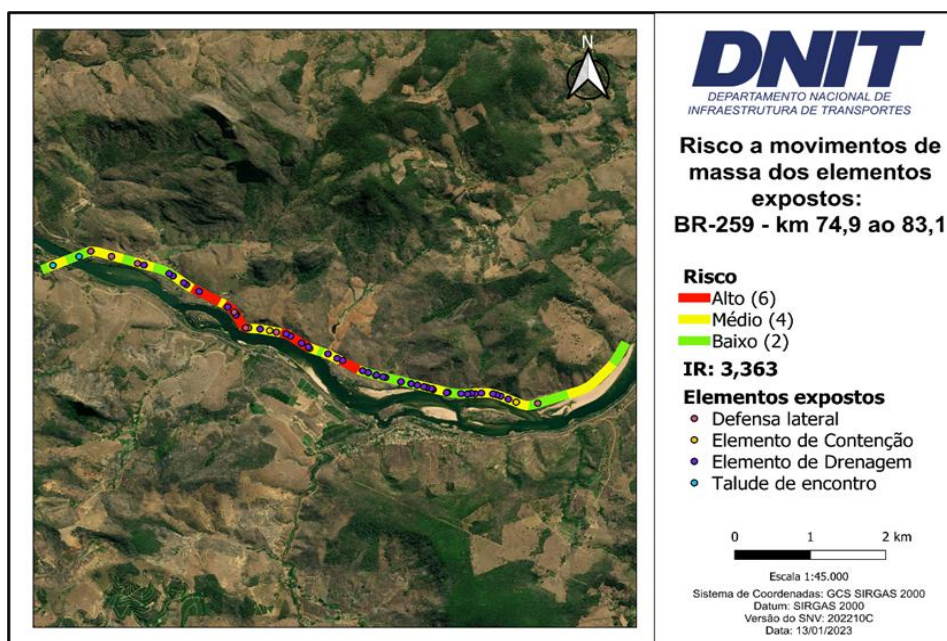 N
DNIT
DEPARTAMENTO NACIONAL DE
INFRAESTRUTURA DE TRANSPORTES
Risco a movimentos de
massa dos elementos
expostos:
BR-259 - km 74,9 ao 83,1
Risco
Alto (6)
Médio (4)
Baixo (2)
IR: 3,363
Elementos expostos
Defensa lateral
Elemento de Contenção
Elemento de Drenagem
Talude de encontro
0 1 2 km
Escala 1:45.000
Sistema de Coordenadas: GCS SIRGAS 2000
Datum: SIRGAS 2000
Versão do SNV: 202210C
Data: 13/01/2023